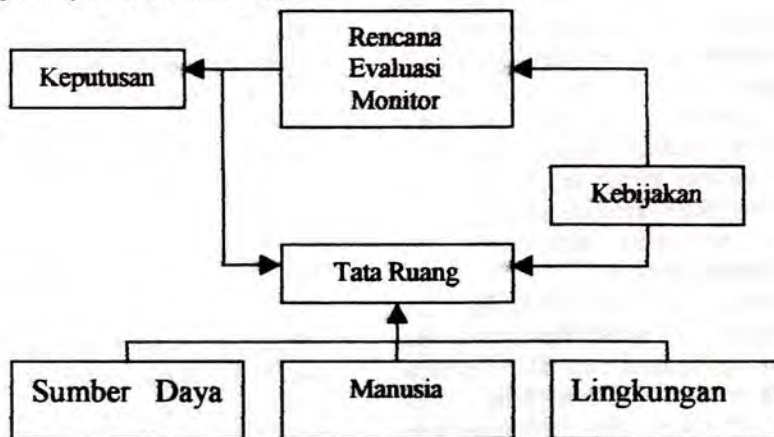 Rencana
Evaluasi
Monitor
Keputusan
Kebijakan
Tata Ruang
Sumber Daya
Manusia
Lingkungan